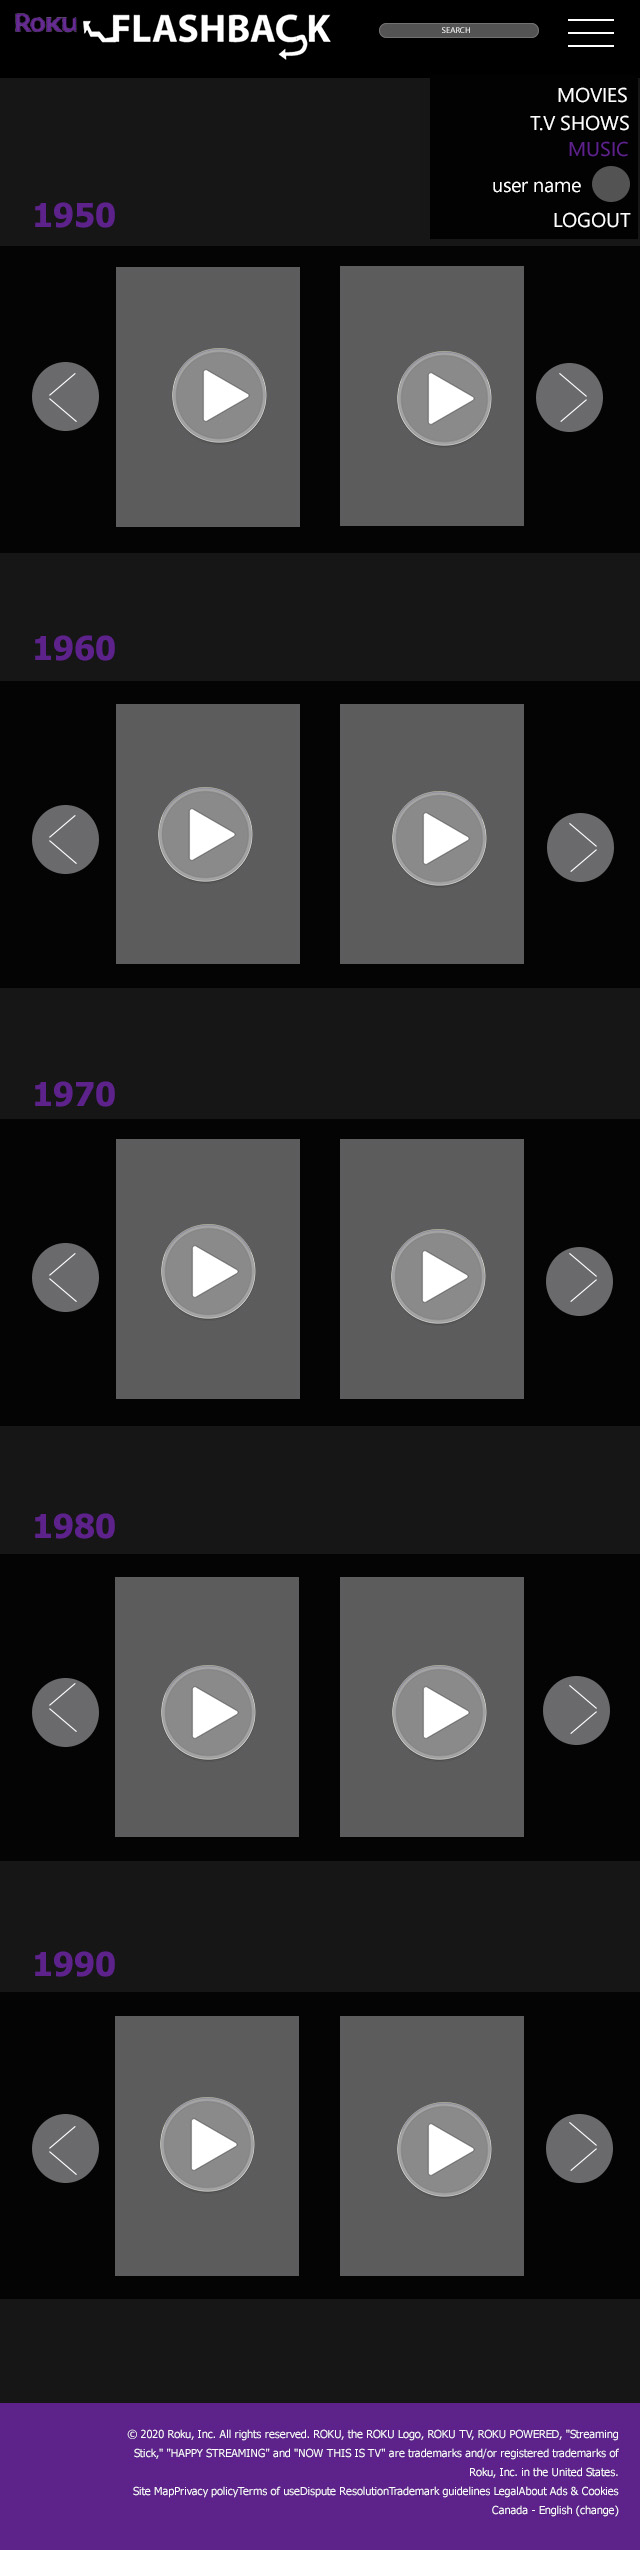 ROKU FLASHBACK
SEARCH
MOVIES
T.V SHOWS
MUSIC
user name
LOGOUT
1950
1960
1970
1980
1990
© 2020 Roku, Inc. All rights reserved. ROKU, the ROKU Logo, ROKU TV, ROKU POWERED, "Streaming
Stick," "HAPPY STREAMING" and "NOW THIS IS TV" are trademarks and/or registered trademarks of
Roku, Inc. in the United States.
Site MapPrivacy policyTerms of useDispute ResolutionTrademark guidelines LegalAbout Ads & Cookies
Canada - English (change)